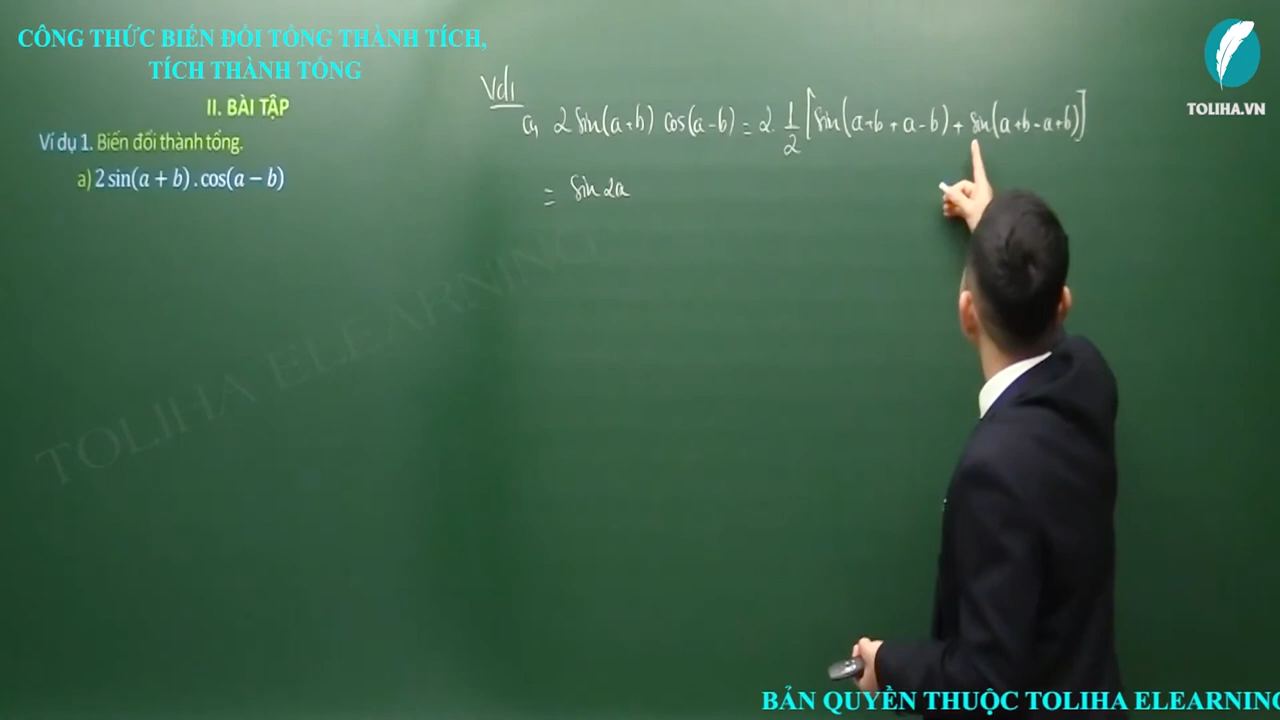 CÔNG THỨC BIẾN ĐỔI TỔNG THÀNH TÍCH,
TÍCH THÀNH TỔNG
II. BÀI TẬP
Ví dụ 1. Biến đổi thành tổng.
a) 2 sin(a + b) . cos(a − b)
Vd1
a, 2 sin(a+b) cos(a-b) = 2. 1/2 [sin(a+b + a-b) + sin(a+b-a+b)]
= sin 2a
TOLIHA.VN
TOLIHA ELEARNING
BẢN QUYỀN THUỘC TOLIHA ELEARNING